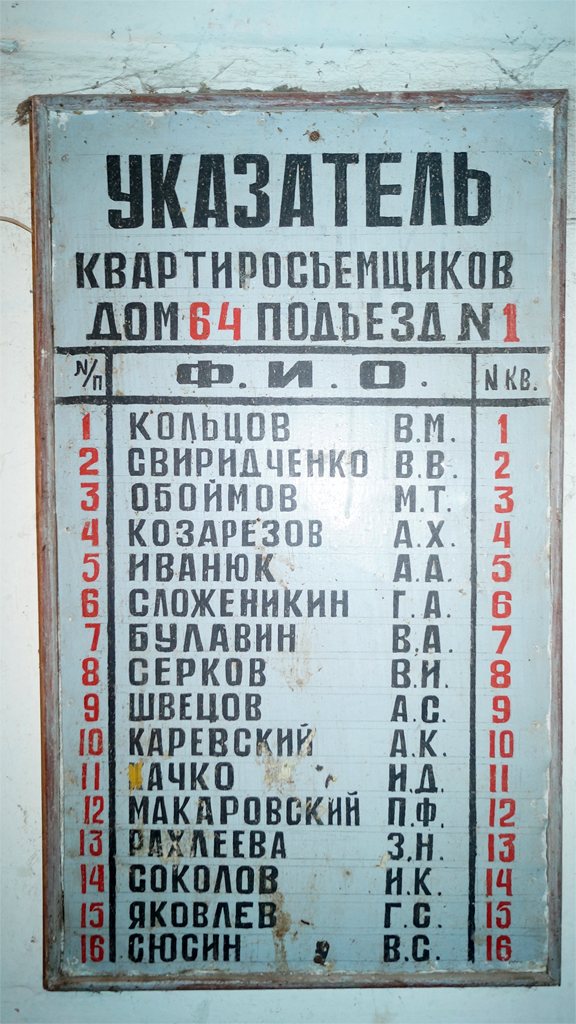 УКАЗАТЕЛЬ
КВАРТИРОСЪЕМЩИКОВ
ДОМ 64 ПОДЪЕЗД N 1
N/п Ф.И.О. N КВ.
1 КОЛЬЦОВ В.М. 1
2 СВИРИДЧЕНКО В.В. 2
3 ОБОЙМОВ М.Т. 3
4 КОЗАРЕЗОВ А.Х. 4
5 ИВАНЮК А.А. 5
6 СЛОЖЕНИКИН Г.А. 6
7 БУЛАВИН В.А. 7
8 СЕРКОВ В.И. 8
9 ШВЕЦОВ А.С. 9
10 КАРЕВСКИЙ А.К. 10
11 И.Д. 11
12 МАКАРОВСКИЙ П.Ф. 12
13 РАХЛЕЕВА З.Н. 13
14 СОКОЛОВ И.К. 14
15 ЯКОВЛЕВ Г.С. 15
16 СЮСИН В.С. 16